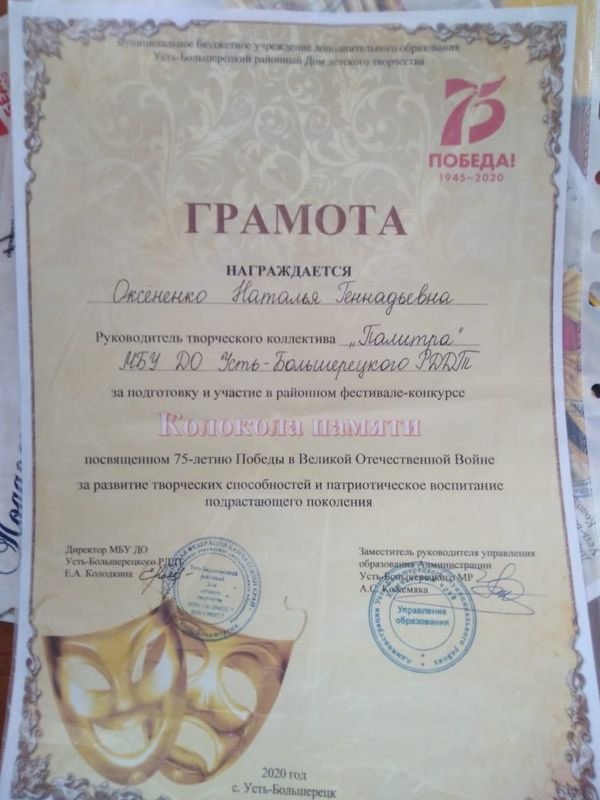 муниципальное бюджетное учреждение дополнительного образования
Усть-Большерецкий районный Дом детского творчества
75
ПОБЕДА!
1945–2020
ГРАМОТА
НАГРАЖДАЕТСЯ
Оксёненко Наталья Геннадьевна
Руководитель творческого коллектива „Палитра"
МБУ ДО Усть-Большерецкого РДДТ
за подготовку и участие в районном фестивале-конкурсе
Колокола памяти
посвященном 75-летию Победы в Великой Отечественной Войне
за развитие творческих способностей и патриотическое воспитание
подрастающего поколения
Директор МБУ ДО
Усть-Большерецкого РДДТ
Е.А. Колодкина
Заместитель руководителя управления
образования Администрации
Усть-Большерецкого МР
А.С. Кожемяка
Управление
образования
2020 год
с. Усть-Большерецк